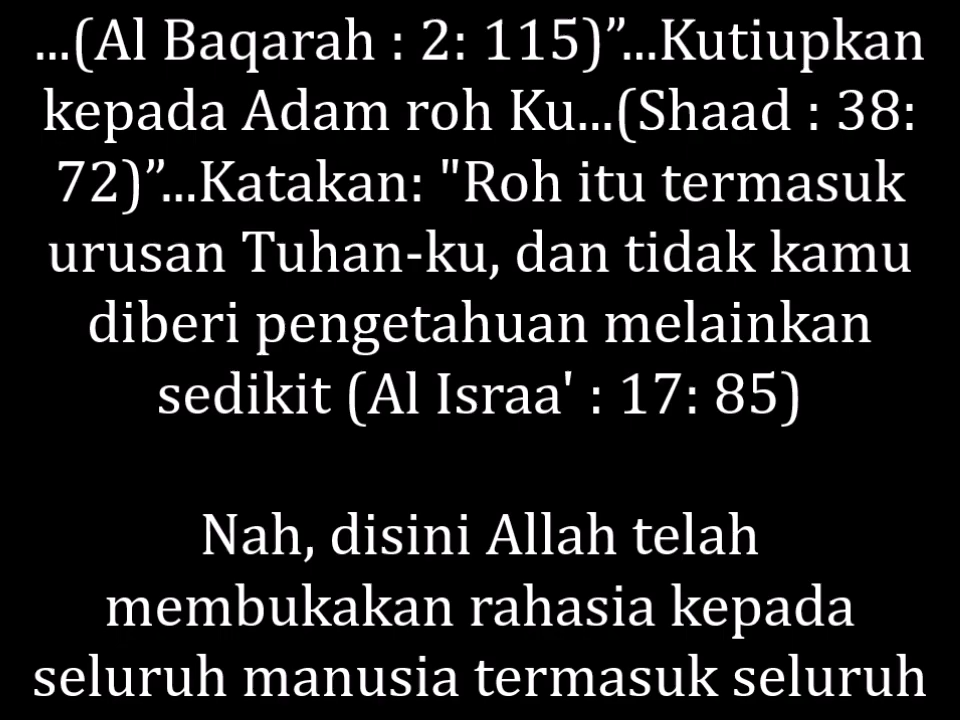 ...(Al Baqarah : 2: 115)”...Kutiupkan
kepada Adam roh Ku...(Shaad : 38:
72)”...Katakan: "Roh itu termasuk
urusan Tuhan-ku, dan tidak kamu
diberi pengetahuan melainkan
sedikit (Al Israa' : 17: 85)
Nah, disini Allah telah
membukakan rahasia kepada
seluruh manusia termasuk seluruh